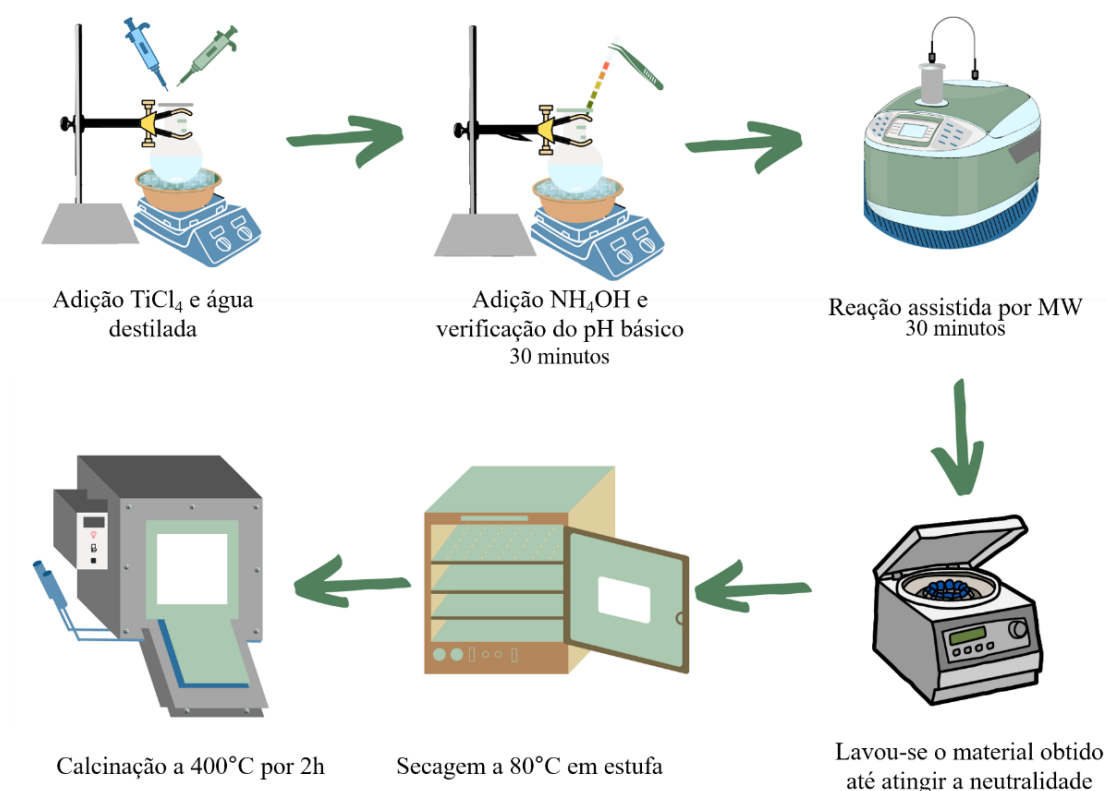 Adição TiCl₄ e água
destilada
Adição NH₄OH e
verificação do pH básico
30 minutos
Reação assistida por MW
30 minutos
Lavou-se o material obtido
até atingir a neutralidade
Secagem a 80°C em estufa
Calcinação a 400°C por 2h